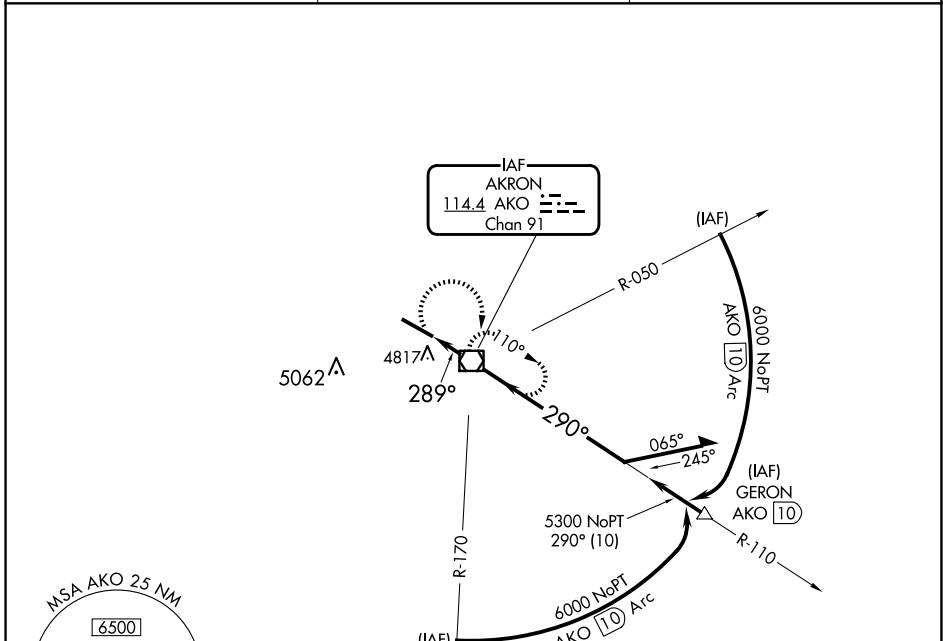 IAF
AKRON
114.4 AKO
Chan 91
(IAF)
R-050
6000 NoPT
AKO 10 Arc
110°
4817
5062
289°
290°
065°
245°
(IAF)
GERON
AKO 10
5300 NoPT
290° (10)
R-110
R-170
6000 NoPT
AKO 10 Arc
(IAF)
MSA AKO 25 NM
6500